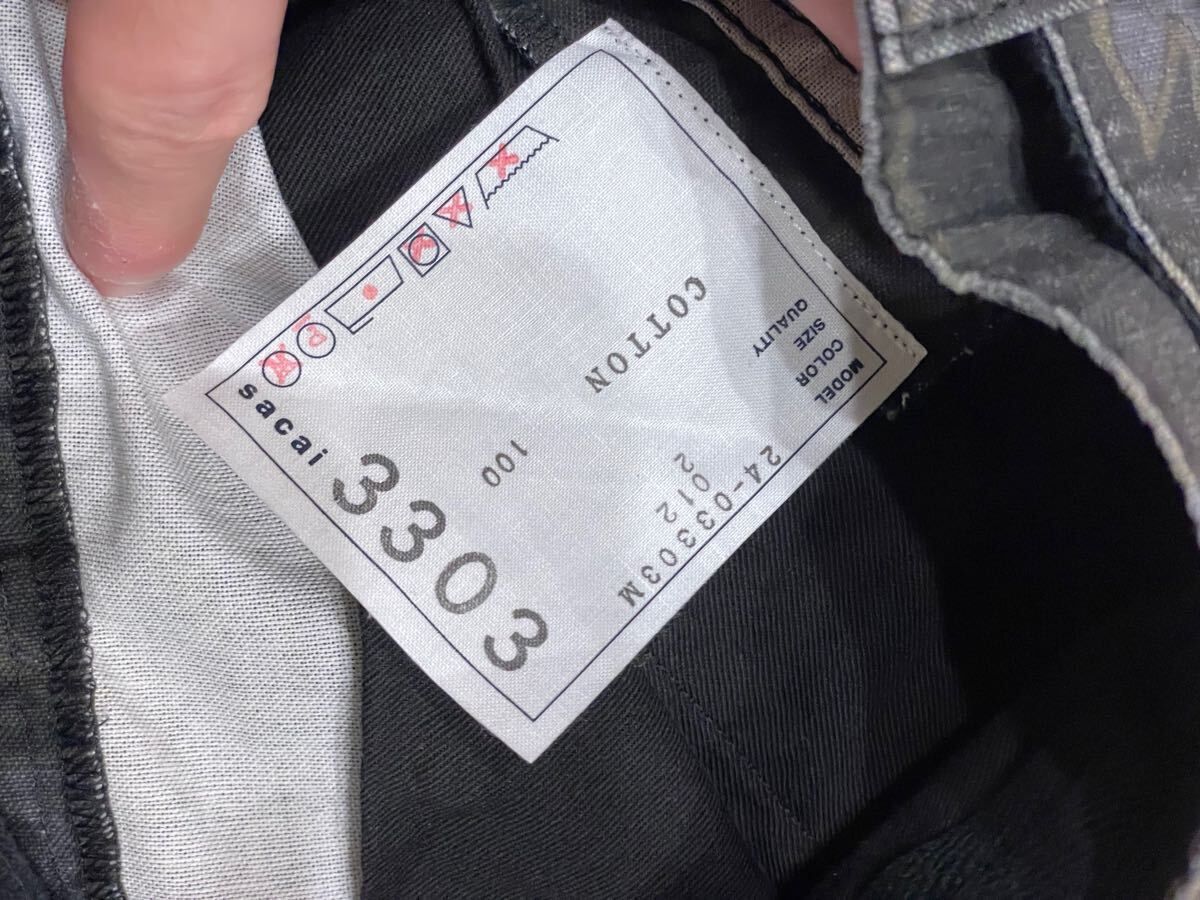 MODEL 24-03303M
COLOR 012
SIZE 2
QUALITY
COTTON 100
P
sacai 3303